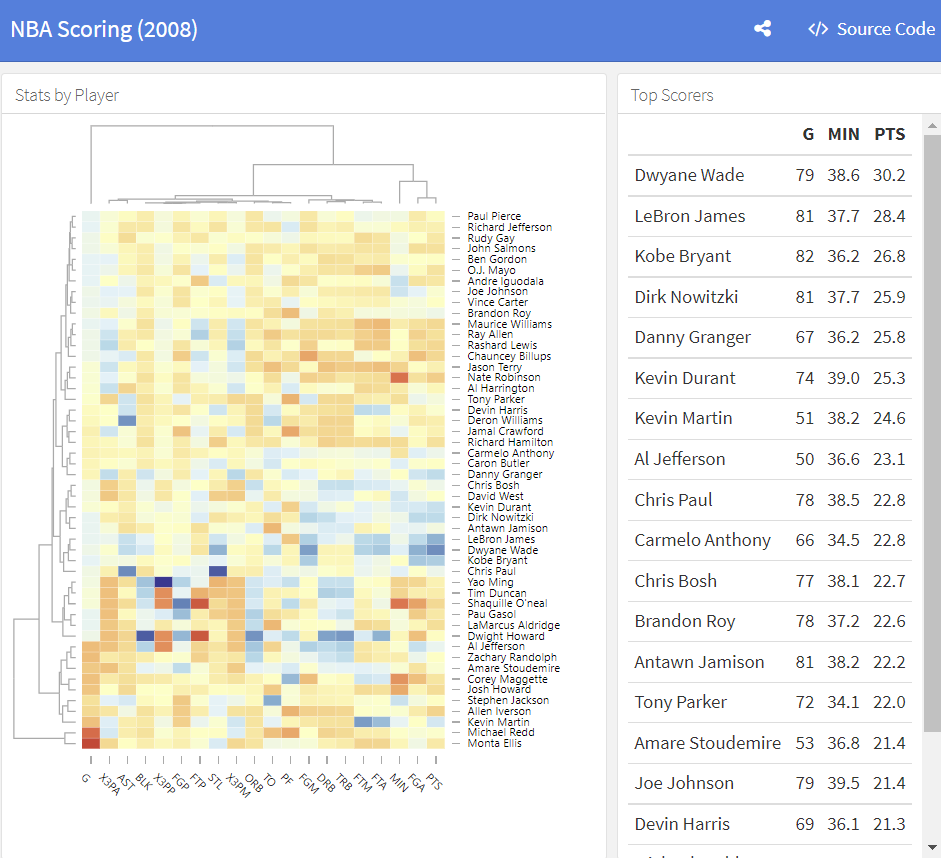 NBA Scoring (2008)
Source Code
Stats by Player
Paul Pierce
Richard Jefferson
Rudy Gay
John Salmons
Ben Gordon
O.J. Mayo
Andre Iguodala
Joe Johnson
Vince Carter
Brandon Roy
Maurice Williams
Ray Allen
Rashard Lewis
Chauncey Billups
Jason Terry
Nate Robinson
Al Harrington
Tony Parker
Devin Harris
Deron Williams
Jamal Crawford
Richard Hamilton
Carmelo Anthony
Caron Butler
Danny Granger
Chris Bosh
David West
Kevin Durant
Dirk Nowitzki
Antawn Jamison
LeBron James
Dwyane Wade
Kobe Bryant
Chris Paul
Yao Ming
Tim Duncan
Shaquille O'neal
Pau Gasol
LaMarcus Aldridge
Dwight Howard
Al Jefferson
Zachary Randolph
Amare Stoudemire
Corey Maggette
Josh Howard
Stephen Jackson
Allen Iverson
Kevin Martin
Michael Redd
Monta Ellis
G X3PA AST BLK X3PP FGP FTP STL X3PM ORB TO PF FGM DRB TRB FTM FTA MIN FGA PTS
Top Scorers
G MIN PTS
Dwyane Wade 79 38.6 30.2
LeBron James 81 37.7 28.4
Kobe Bryant 82 36.2 26.8
Dirk Nowitzki 81 37.7 25.9
Danny Granger 67 36.2 25.8
Kevin Durant 74 39.0 25.3
Kevin Martin 51 38.2 24.6
Al Jefferson 50 36.6 23.1
Chris Paul 78 38.5 22.8
Carmelo Anthony 66 34.5 22.8
Chris Bosh 77 38.1 22.7
Brandon Roy 78 37.2 22.6
Antawn Jamison 81 38.2 22.2
Tony Parker 72 34.1 22.0
Amare Stoudemire 53 36.8 21.4
Joe Johnson 79 39.5 21.4
Devin Harris 69 36.1 21.3